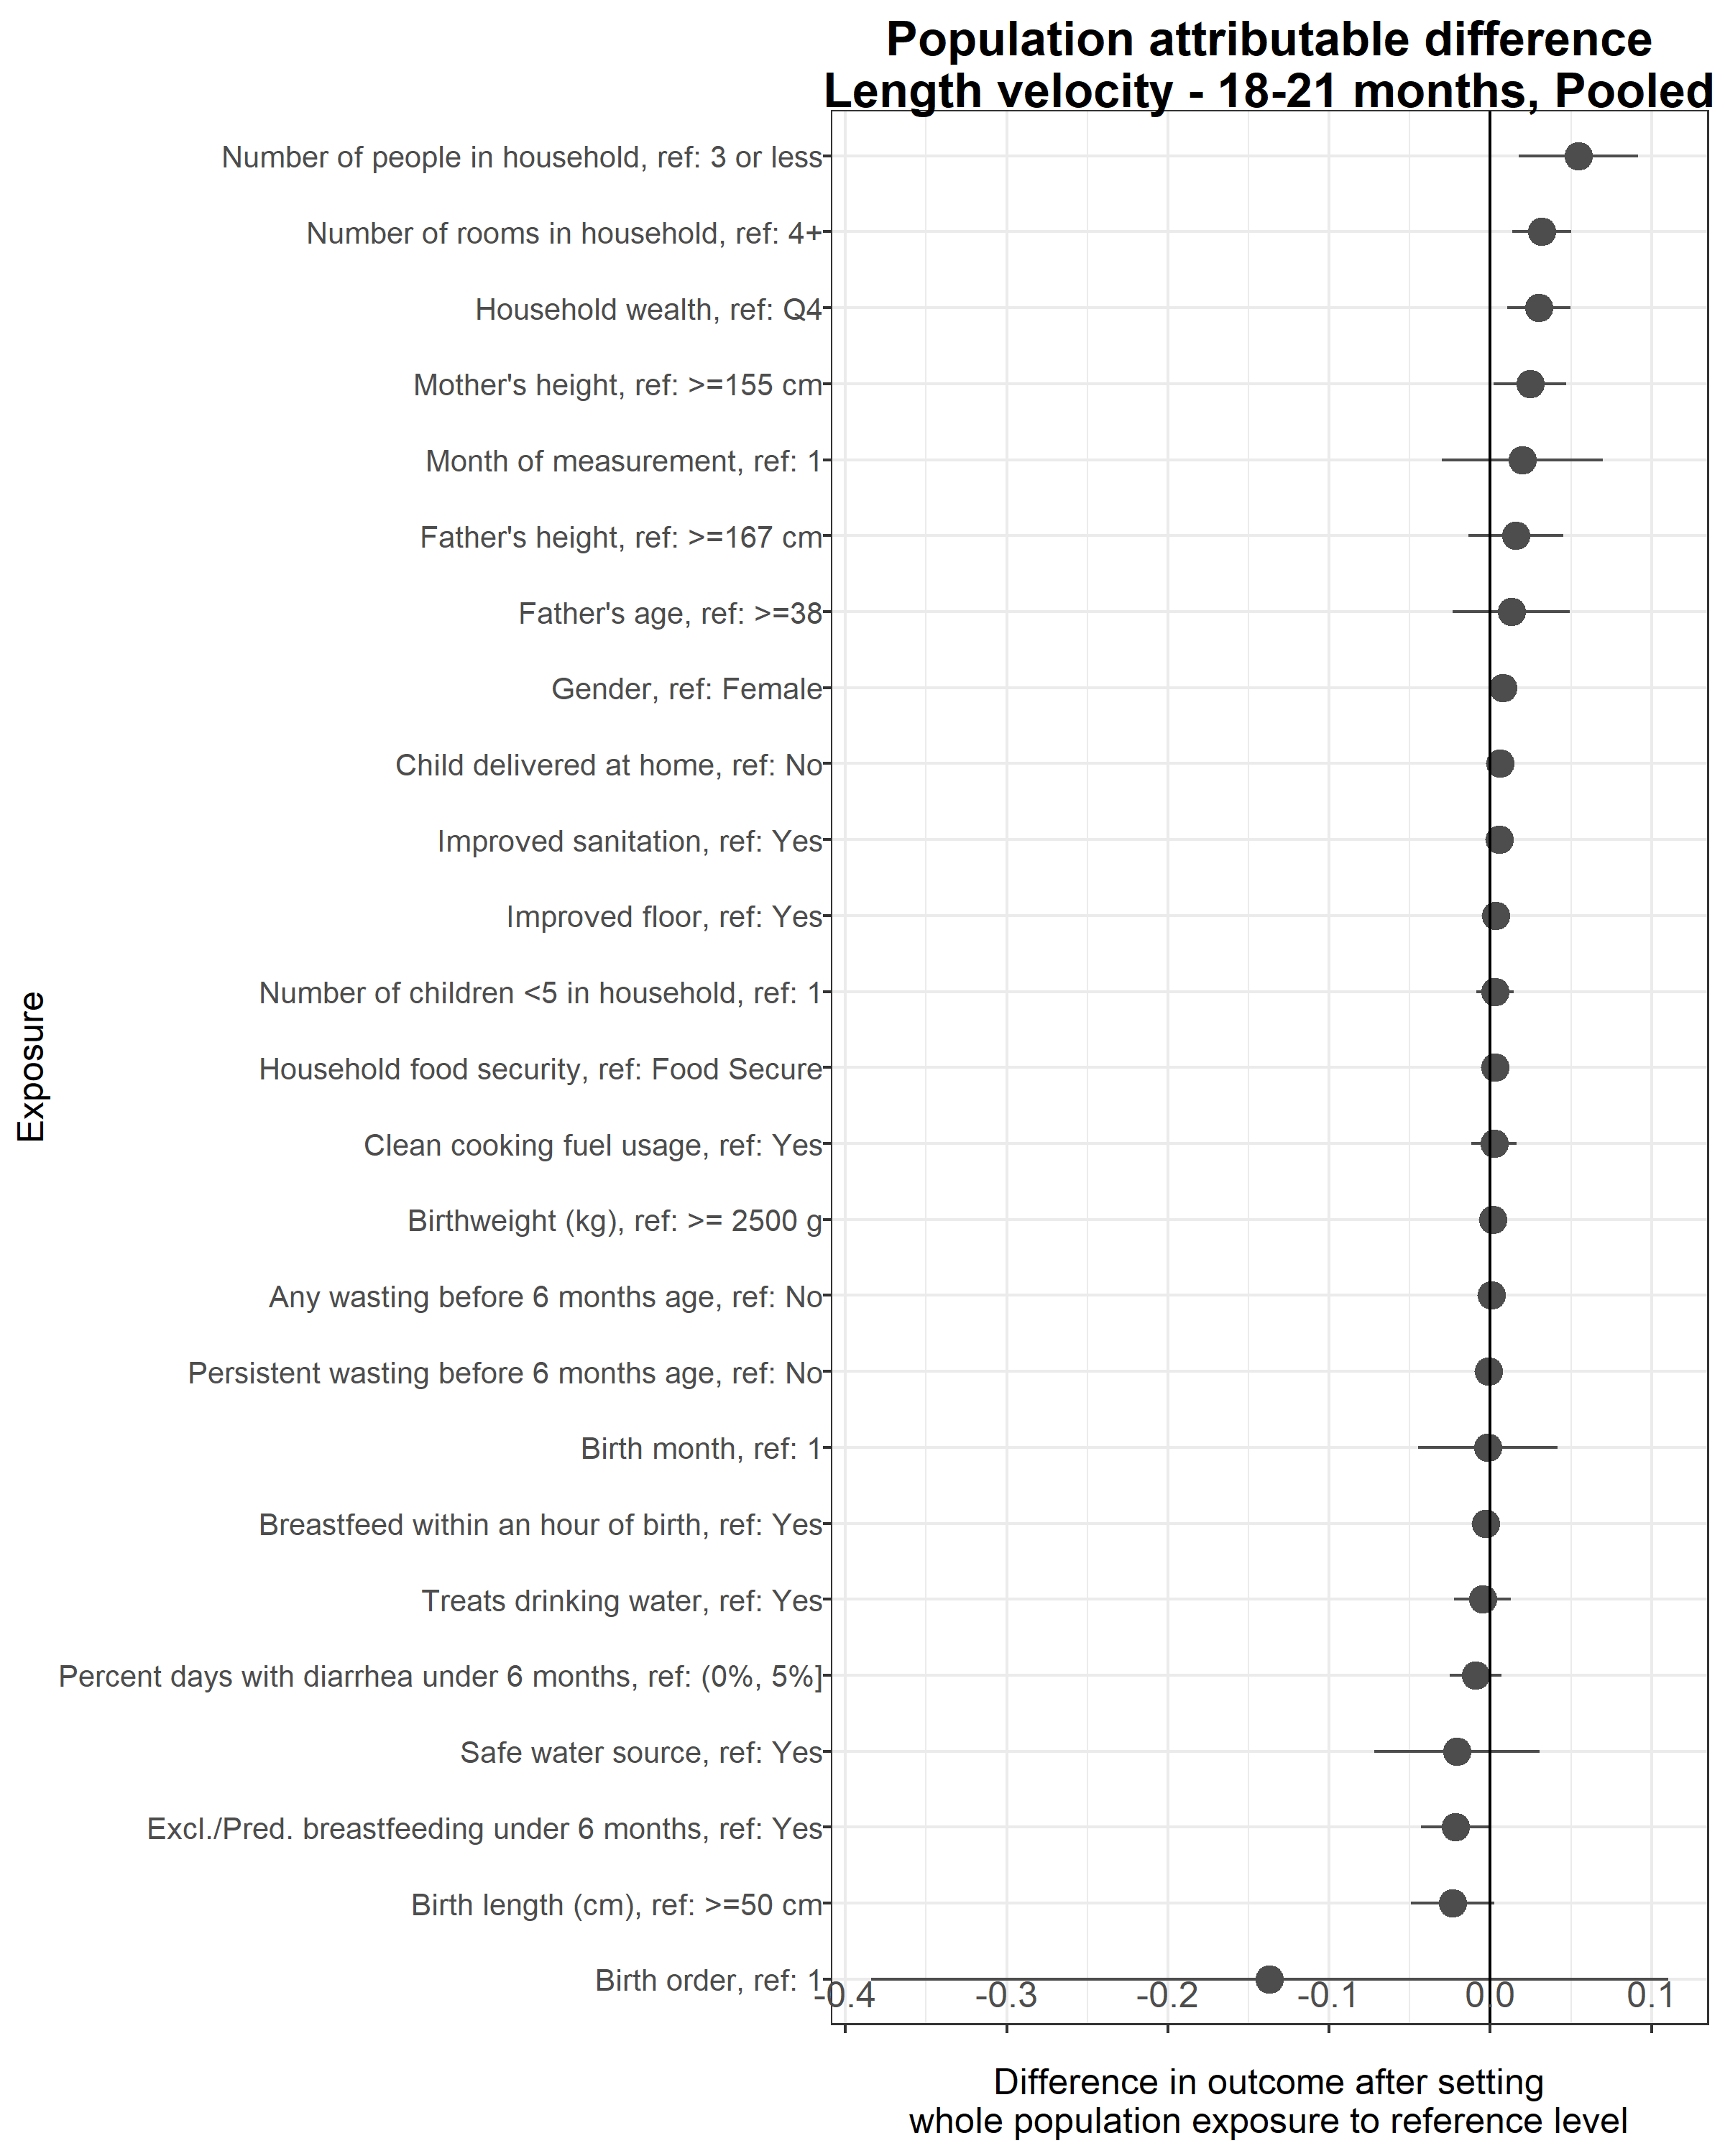 Population attributable difference
Length velocity - 18-21 months, Pooled
Number of people in household, ref: 3 or less
Number of rooms in household, ref: 4+
Household wealth, ref: Q4
Mother's height, ref: >=155 cm
Month of measurement, ref: 1
Father's height, ref: >=167 cm
Father's age, ref: >=38
Gender, ref: Female
Child delivered at home, ref: No
Improved sanitation, ref: Yes
Improved floor, ref: Yes
Number of children <5 in household, ref: 1
Household food security, ref: Food Secure
Clean cooking fuel usage, ref: Yes
Birthweight (kg), ref: >= 2500 g
Any wasting before 6 months age, ref: No
Persistent wasting before 6 months age, ref: No
Birth month, ref: 1
Breastfeed within an hour of birth, ref: Yes
Treats drinking water, ref: Yes
Percent days with diarrhea under 6 months, ref: (0%, 5%]
Safe water source, ref: Yes
Excl./Pred. breastfeeding under 6 months, ref: Yes
Birth length (cm), ref: >=50 cm
Birth order, ref: 1
Exposure
-0.4 -0.3 -0.2 -0.1 0.0 0.1
Difference in outcome after setting
whole population exposure to reference level